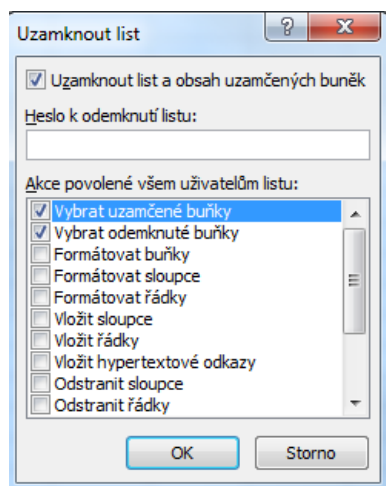 Uzamknout list
Uzamknout list a obsah uzamčených buněk
Heslo k odemknutí listu:
Akce povolené všem uživatelům listu:
Vybrat uzamčené buňky
Vybrat odemknuté buňky
Formátovat buňky
Formátovat sloupce
Formátovat řádky
Vložit sloupce
Vložit řádky
Vložit hypertextové odkazy
Odstranit sloupce
Odstranit řádky
OK Storno